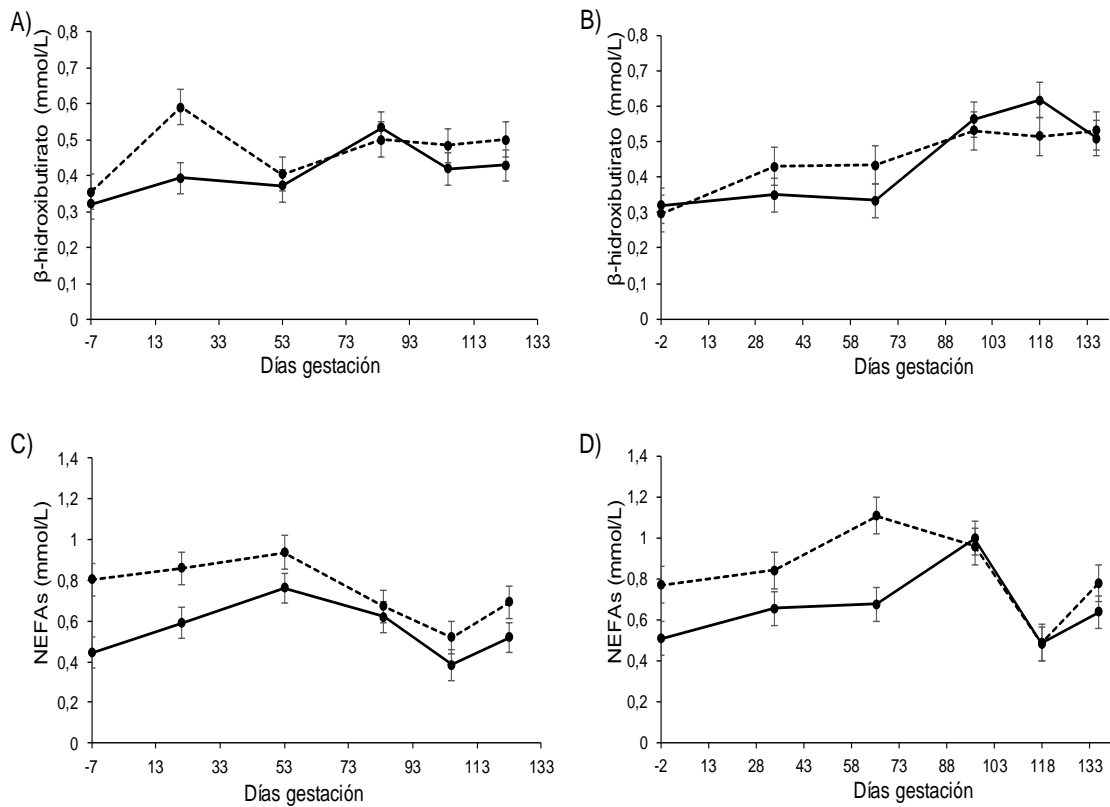 A)
β-hidroxibutirato (mmol/L)
0,8
0,7
0,6
0,5
0,4
0,3
0,2
0,1
0
-7 13 33 53 73 93 113 133
Días gestación
B)
β-hidroxibutirato (mmol/L)
0,8
0,7
0,6
0,5
0,4
0,3
0,2
0,1
0
-2 13 28 43 58 73 88 103 118 133
Días gestación
C)
NEFAs (mmol/L)
1,4
1,2
1
0,8
0,6
0,4
0,2
0
-7 13 33 53 73 93 113 133
Días gestación
D)
NEFAs (mmol/L)
1,4
1,2
1
0,8
0,6
0,4
0,2
0
-2 13 28 43 58 73 88 103 118 133
Días gestación